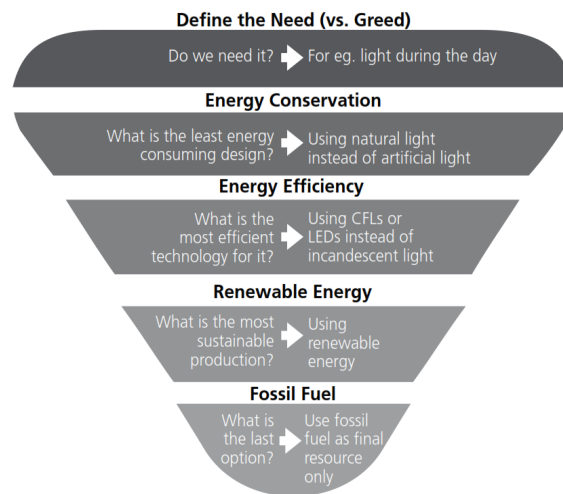 Define the Need (vs. Greed)
Do we need it? For eg. light during the day
Energy Conservation
What is the least energy
consuming design?
Using natural light
instead of artificial light
Energy Efficiency
What is the
most efficient
technology for it?
Using CFLs or
LEDs instead of
incandescent light
Renewable Energy
What is the most
sustainable
production?
Using
renewable
energy
Fossil Fuel
What is
the last
option?
Use fossil
fuel as final
resource
only